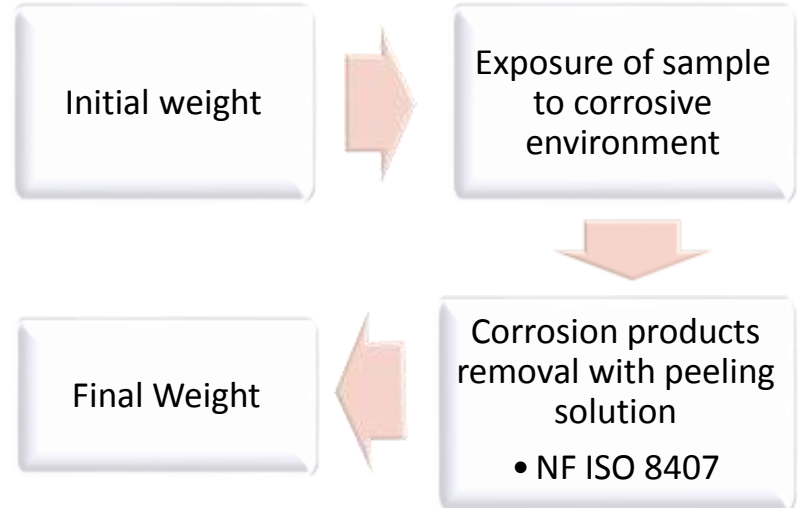 Initial weight
Exposure of sample
to corrosive
environment
Corrosion products
removal with peeling
solution
• NF ISO 8407
Final Weight